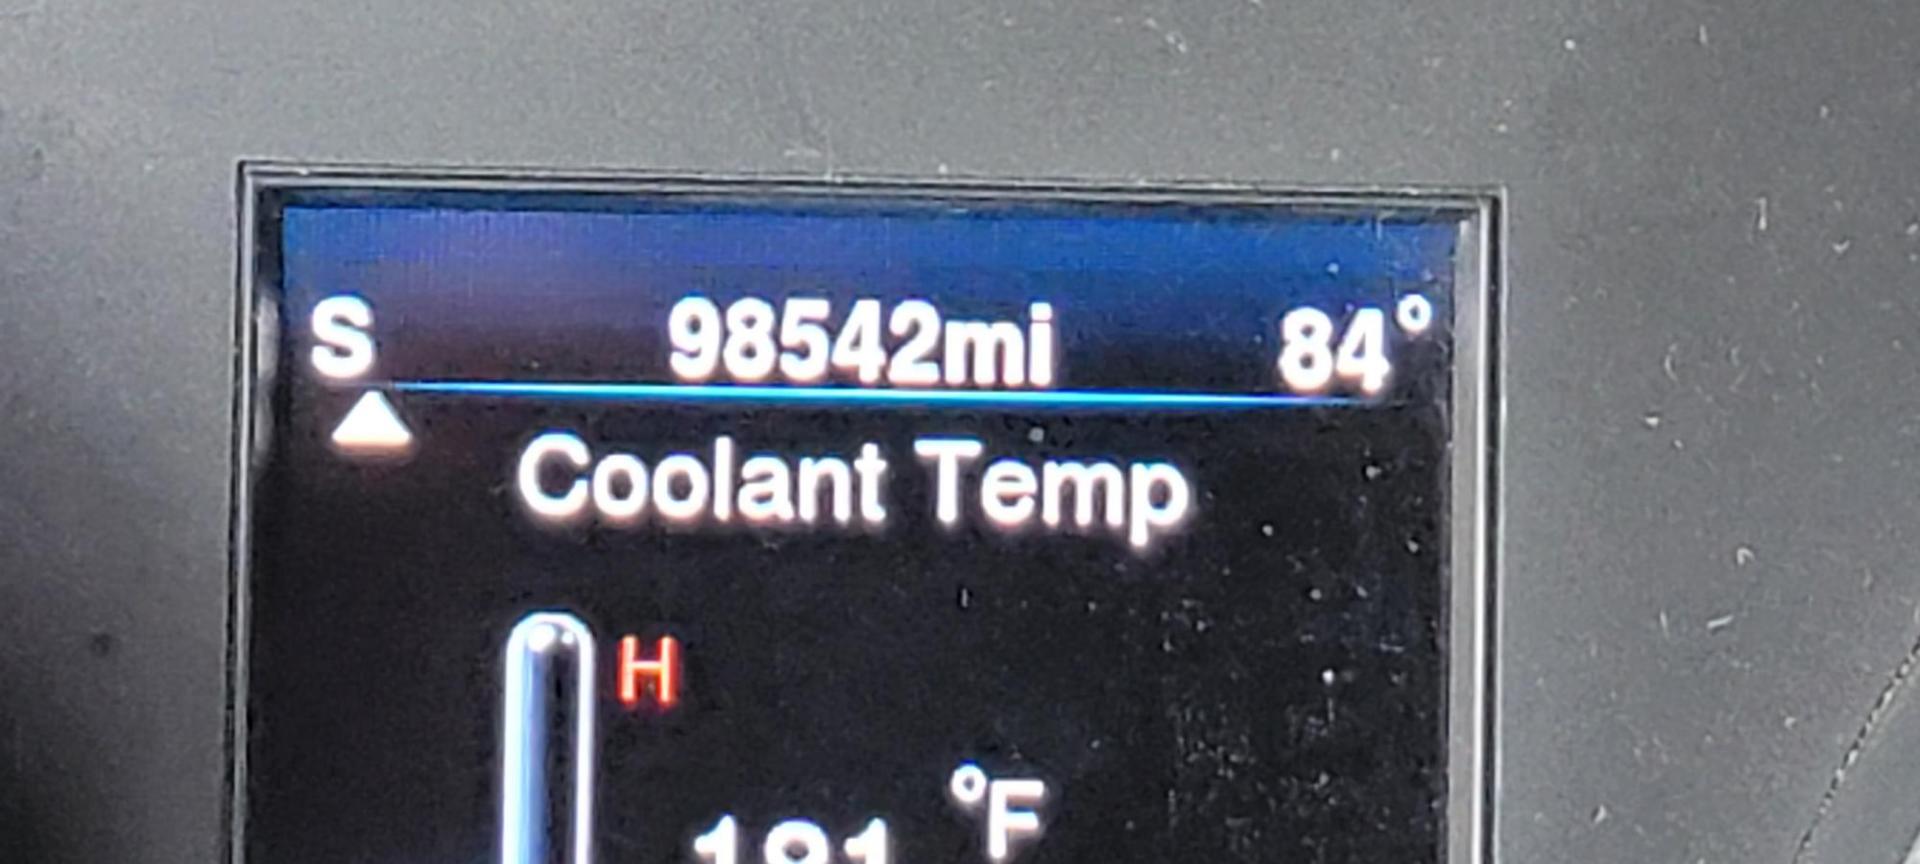 S 98542mi 84°
Coolant Temp
H
°F